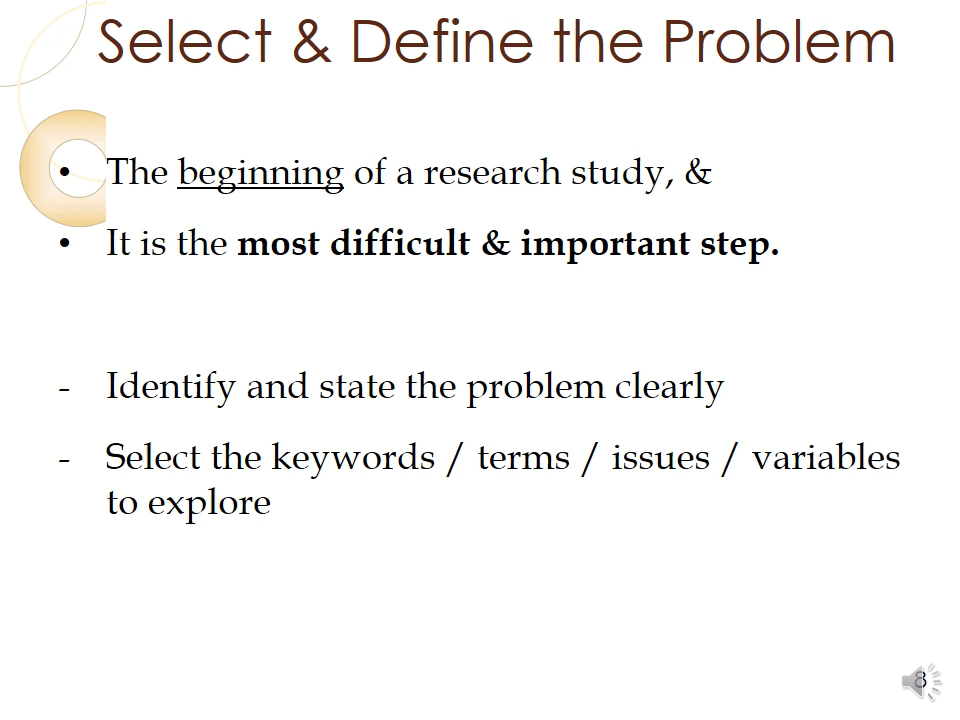 Select & Define the Problem
• The beginning of a research study, &
• It is the most difficult & important step.
- Identify and state the problem clearly
- Select the keywords / terms / issues / variables
to explore
8